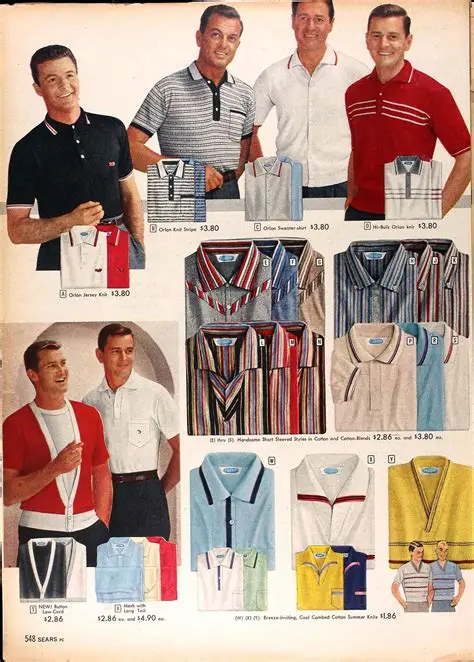 A Orlon Jersey Knit $3.80
B Orlon Knit Stripe $3.80
C Orlon Sweater-shirt $3.80
D Hi-Bulk Orlon knit $3.80
E
F
G
H
J
K
L
M
N
P
R
S
(E) thru (S): Handsome Short Sleeved Styles in Cotton and Cotton-Blends $2.86 ea. and $3.80 ea.
T NEW! Button Low-Cord $2.86
Mesh with Long Tail
$2.86 ea. and $4.90 ea.
W
X
Y
(W) (X) (Y): Breeze-inviting, Cool Combed Cotton Summer Knits $1.86
548 SEARS PC